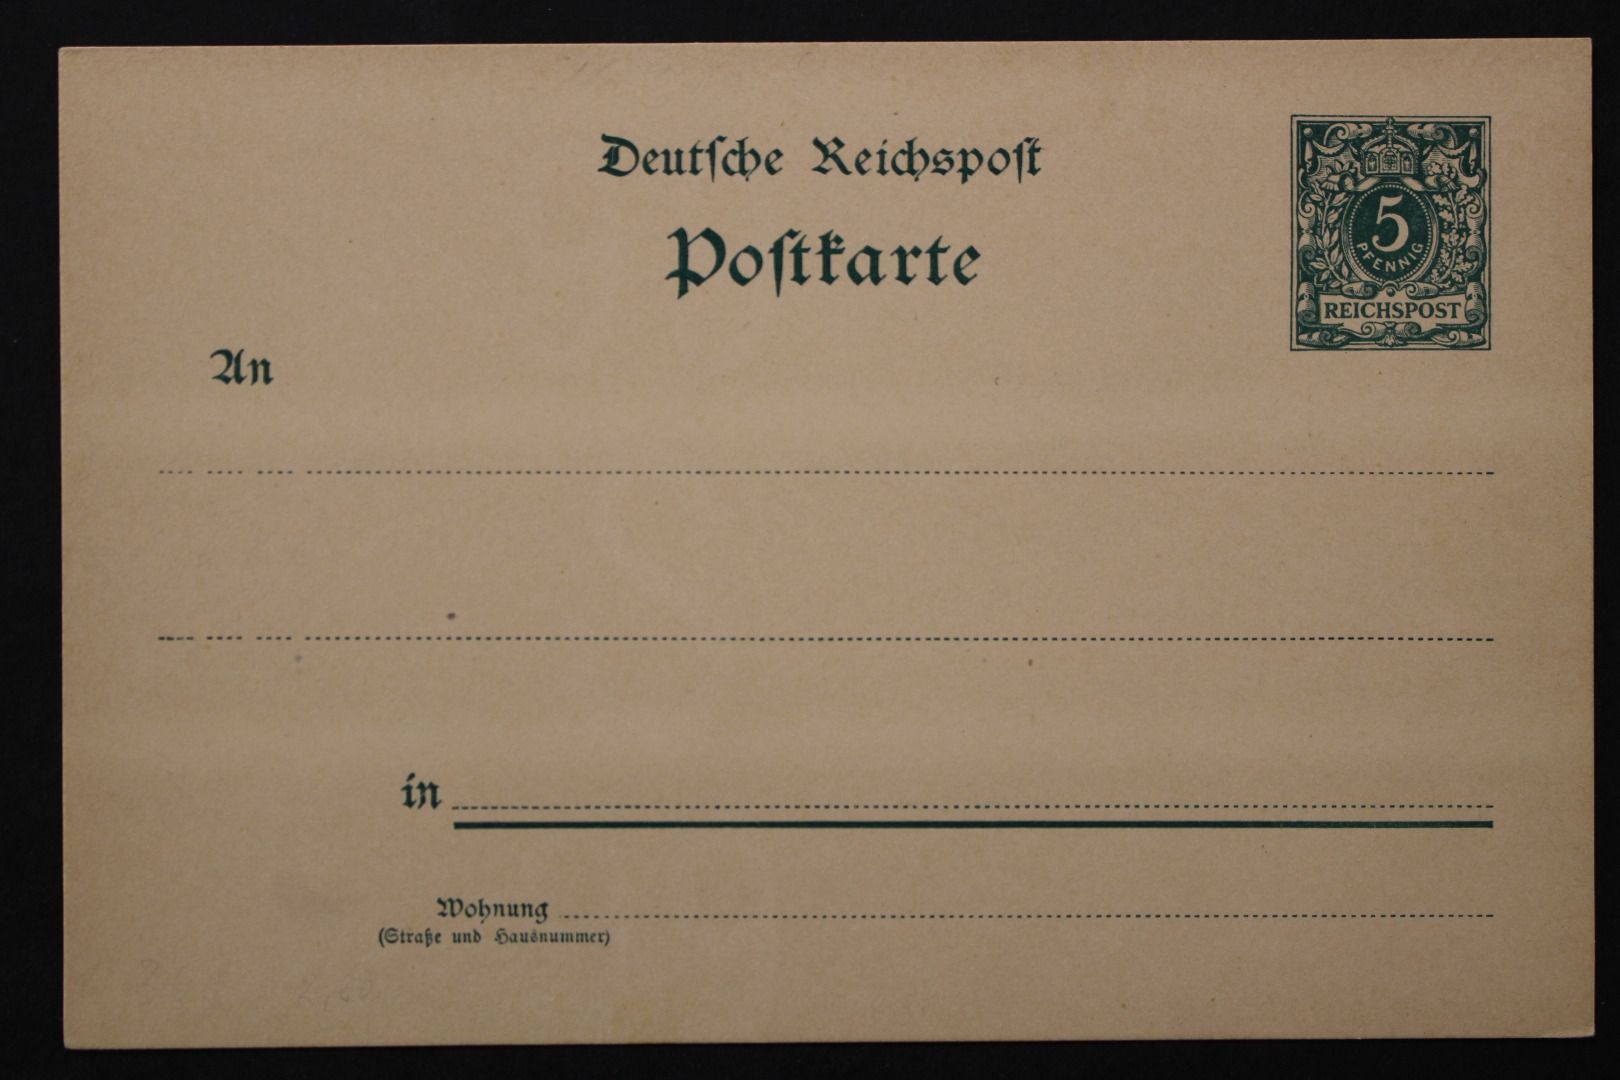 Deutſche Reichspoſt
Poſtkarte
5
PFENNIG
REICHSPOST
An
in
Wohnung
(Straße und Hausnummer)